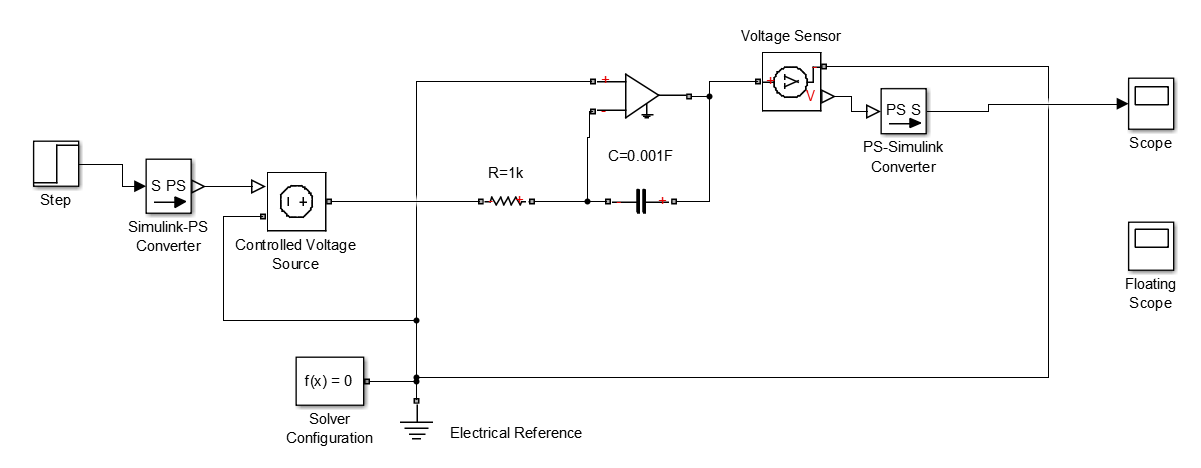 Voltage Sensor
V
PS S
Scope
PS-Simulink
Converter
C=0.001F
R=1k
Step
S PS
Simulink-PS
Converter
Controlled Voltage
Source
Floating
Scope
f(x) = 0
Solver
Configuration
Electrical Reference